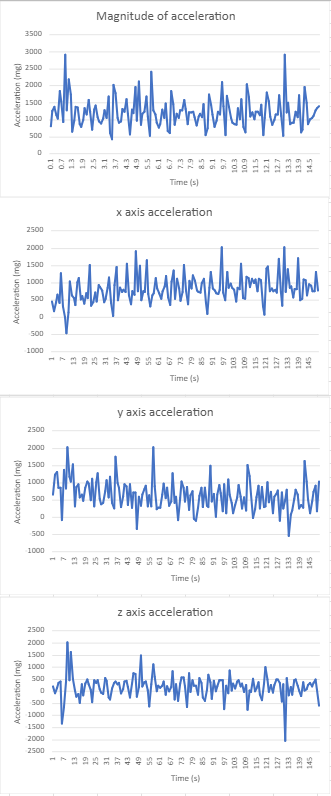 Magnitude of acceleration
3500
3000
2500
2000
1500
1000
500
0
Acceleration (mg)
0.1 0.7 1.3 1.9 2.5 3.1 3.7 4.3 4.9 5.5 6.1 6.7 7.3 7.9 8.5 9.1 9.7 10.3 10.9 11.5 12.1 12.7 13.3 13.9 14.5
Time (s)
x axis acceleration
2500
2000
1500
1000
500
0
500
1000
Acceleration (mg)
1 7 13 19 25 31 37 43 49 55 61 67 73 79 85 91 97 103 109 115 121 127 133 139 145
Time (s)
y axis acceleration
2500
2000
1500
1000
500
0
500
1000
Acceleration (mg)
1 7 13 19 25 31 37 43 49 55 61 67 73 79 85 91 97 103 109 115 121 127 133 139 145
Time (s)
z axis acceleration
2500
2000
1500
1000
500
0
500
1000
1500
2000
2500
Acceleration (mg)
1 7 13 19 25 31 37 43 49 55 61 67 73 79 85 91 97 103 109 115 121 127 133 139 145
Time (s)